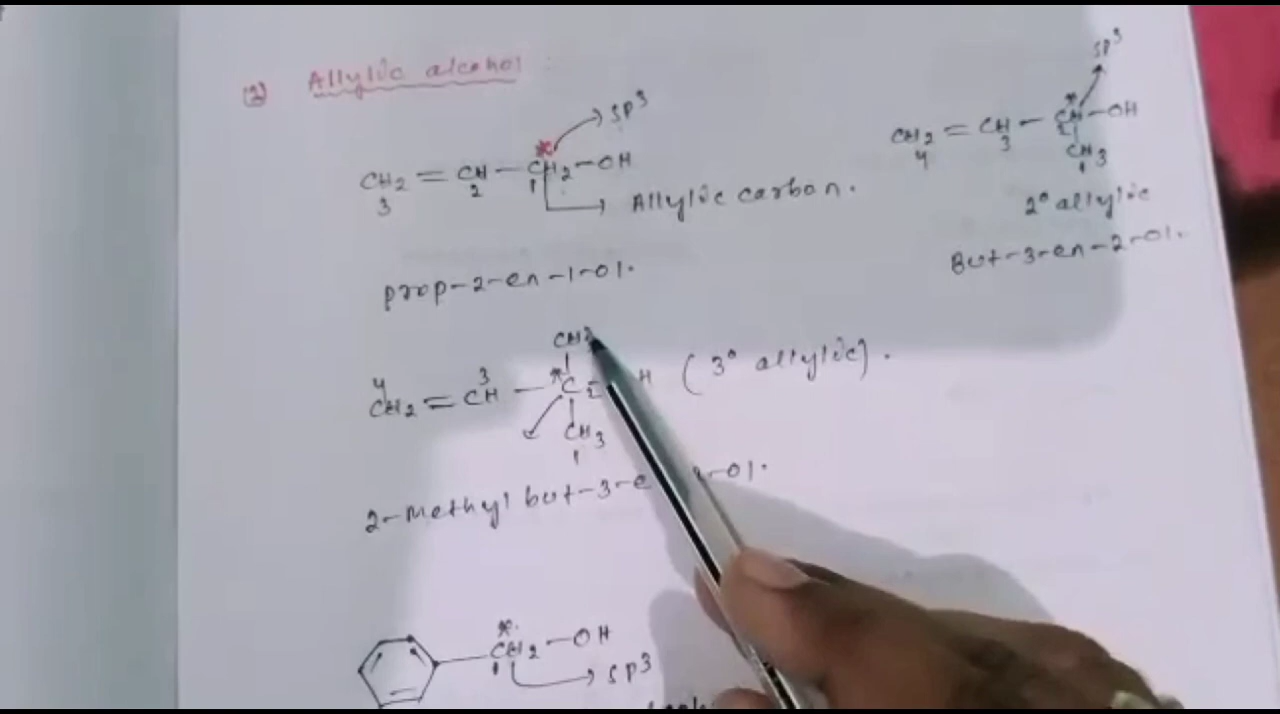 (2) Allylic alcohol
CH2 = CH - CH2 - OH
3 2 1
* → SP3
→ Allylic carbon.
Prop-2-en-1-ol.
CH2 = CH - CH - OH
4 3 2
* → SP3
CH3
1
2° allylic
But-3-en-2-ol.
CH3
4 3 *
CH2 = CH - C 2 H (3° allylic).
CH3
1
2-Methyl but-3-e -ol.
*
CH2 - OH
1 → SP3